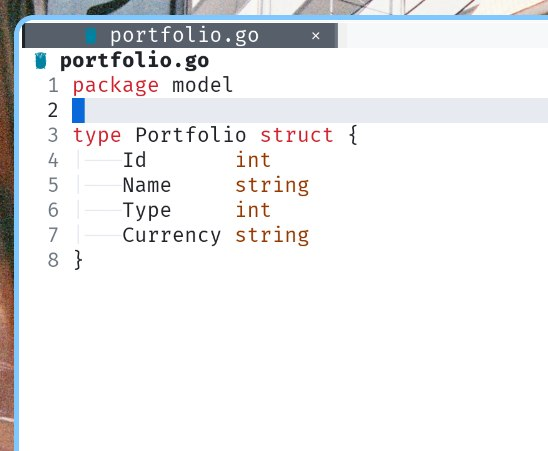 portfolio.go ×
portfolio.go
1 package model
2
3 type Portfolio struct {
4 Id int
5 Name string
6 Type int
7 Currency string
8 }